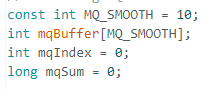 const int MQ_SMOOTH = 10;
int mqBuffer[MQ_SMOOTH];
int mqIndex = 0;
long mqSum = 0;